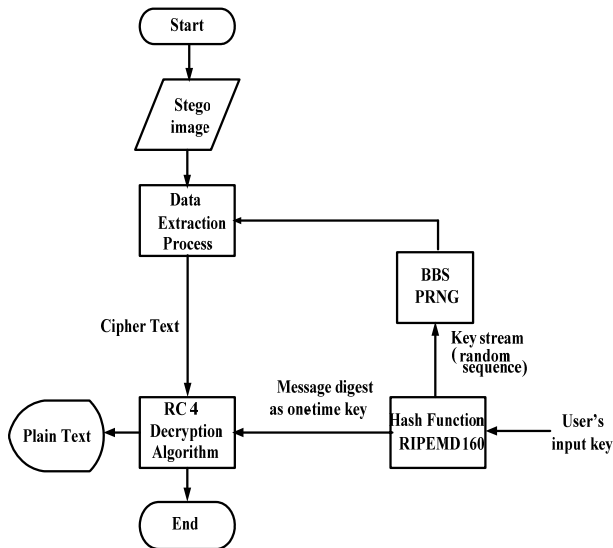 Start
Stego
image
Data
Extraction
Process
BBS
PRNG
Cipher Text
Key stream
(random
sequence)
Message digest
as onetime key
RC 4
Decryption
Algorithm
Plain Text
Hash Function
RIPEMD160
User's
input key
End